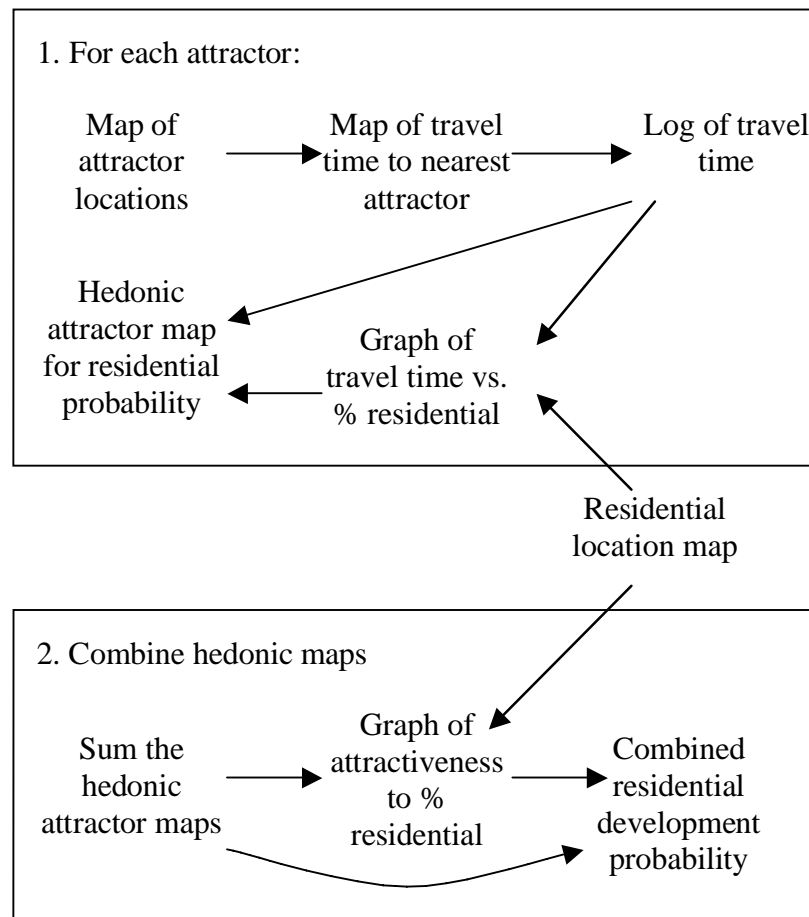 1. For each attractor:
Map of
attractor
locations
Map of travel
time to nearest
attractor
Log of travel
time
Hedonic
attractor map
for residential
probability
Graph of
travel time vs.
% residential
Residential
location map
2. Combine hedonic maps
Sum the
hedonic
attractor maps
Graph of
attractiveness
to %
residential
Combined
residential
development
probability